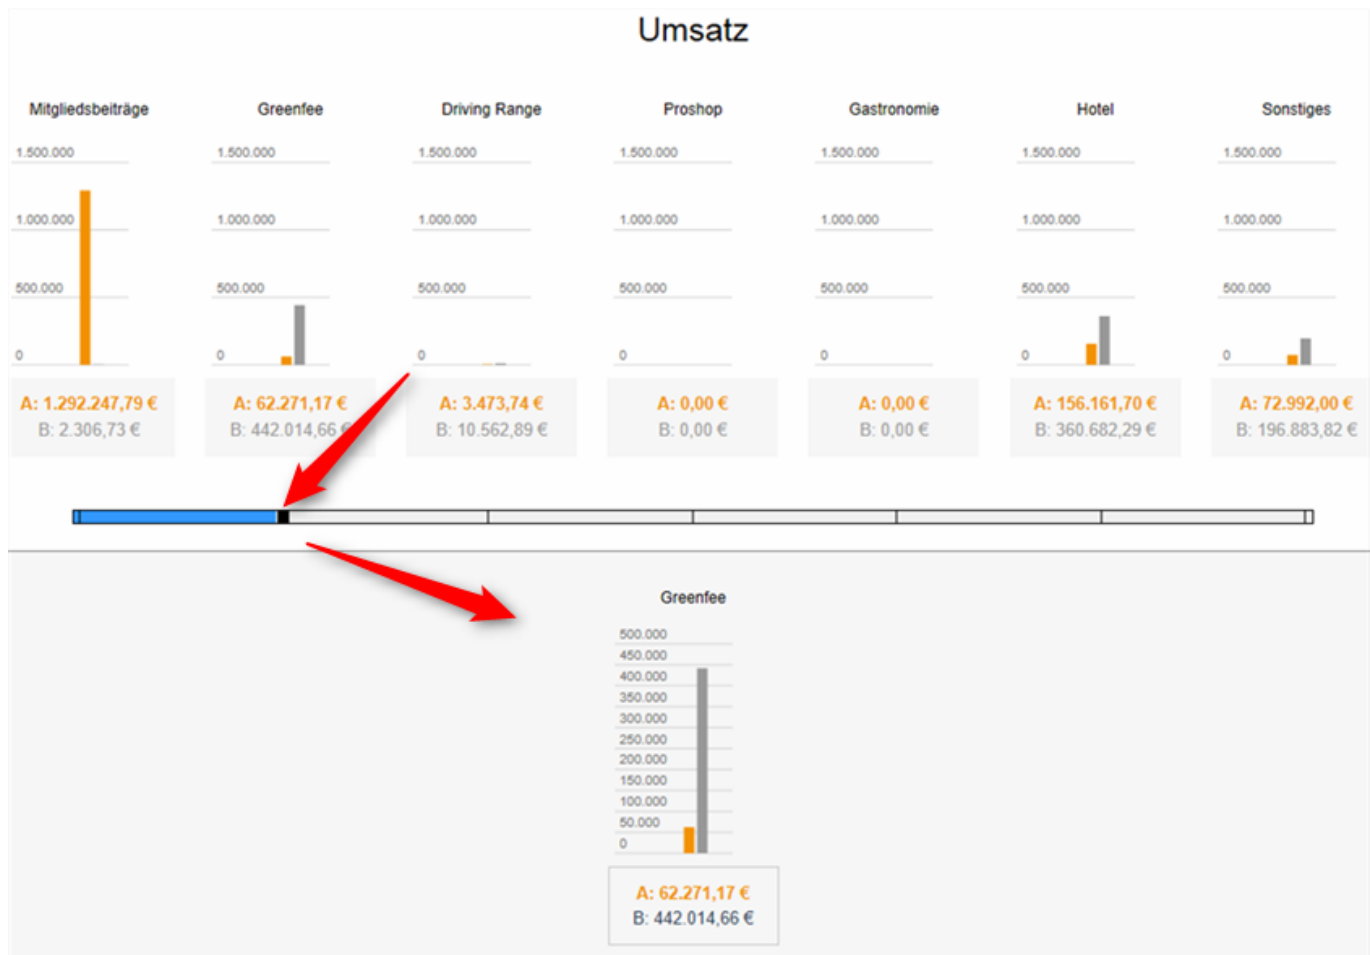 Umsatz
Mitgliedsbeiträge Greenfee Driving Range Proshop Gastronomie Hotel Sonstiges
1.500.000 1.500.000 1.500.000 1.500.000 1.500.000 1.500.000 1.500.000
1.000.000 1.000.000 1.000.000 1.000.000 1.000.000 1.000.000 1.000.000
500.000 500.000 500.000 500.000 500.000 500.000 500.000
0 0 0 0 0 0 0
A: 1.292.247,79 € A: 62.271,17 € A: 3.473,74 € A: 0,00 € A: 0,00 € A: 156.161,70 € A: 72.992,00 €
B: 2.306,73 € B: 442.014,66 € B: 10.562,89 € B: 0,00 € B: 0,00 € B: 360.682,29 € B: 196.883,82 €
Greenfee
500.000
450.000
400.000
350.000
300.000
250.000
200.000
150.000
100.000
50.000
0
A: 62.271,17 €
B: 442.014,66 €